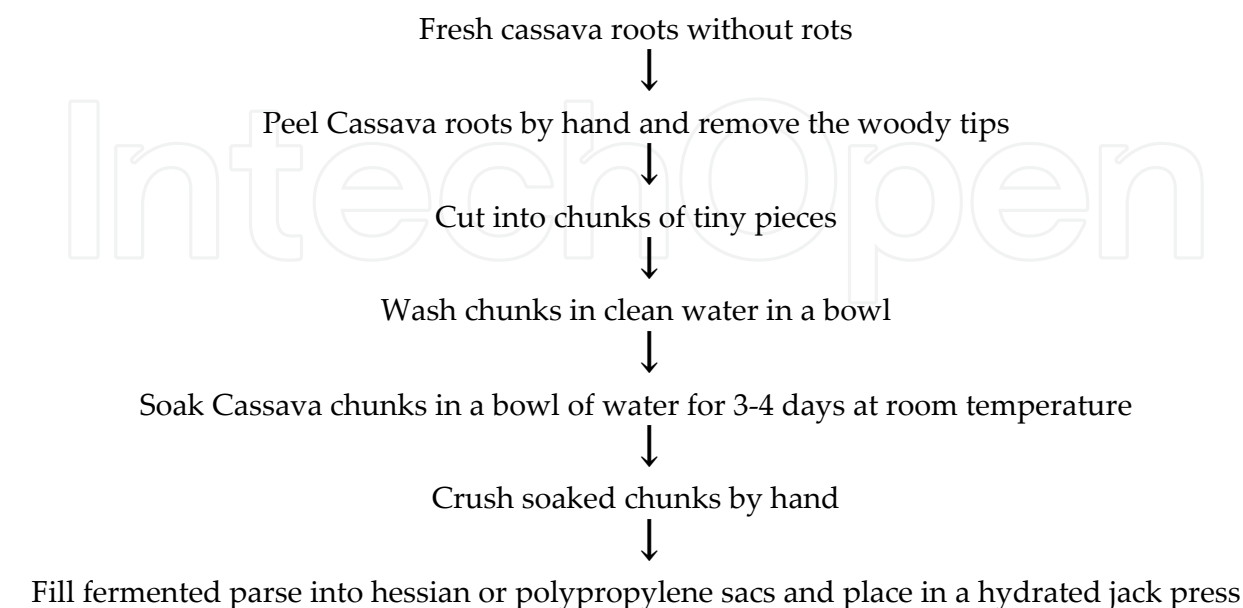 Fresh cassava roots without rots
Peel Cassava roots by hand and remove the woody tips
IntechOpen
Cut into chunks of tiny pieces
Wash chunks in clean water in a bowl
Soak Cassava chunks in a bowl of water for 3-4 days at room temperature
Crush soaked chunks by hand
Fill fermented parse into hessian or polypropylene sacs and place in a hydrated jack press